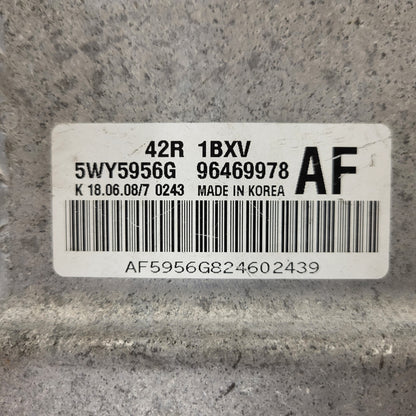 42R 1BXV
5WY5956G 96469978 AF
K 18.06.08/7 0243 MADE IN KOREA
AF5956G824602439